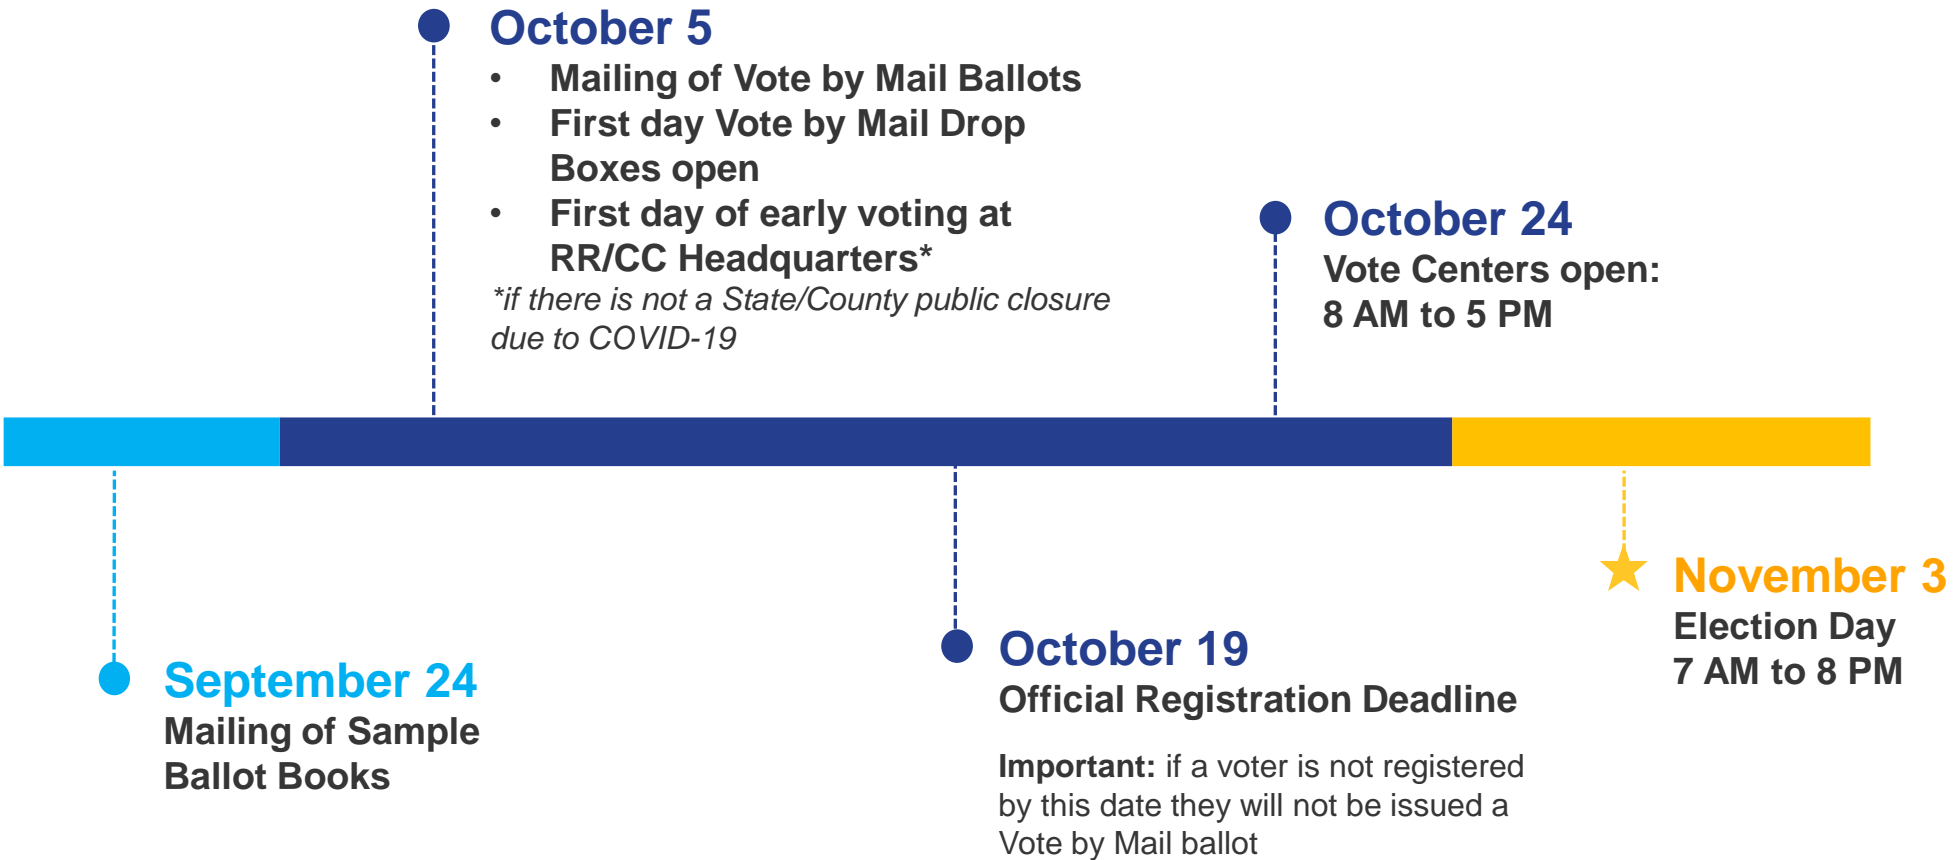 October 5
• Mailing of Vote by Mail Ballots
• First day Vote by Mail Drop
Boxes open
• First day of early voting at
RR/CC Headquarters*
*if there is not a State/County public closure
due to COVID-19
October 24
Vote Centers open:
8 AM to 5 PM
September 24
Mailing of Sample
Ballot Books
October 19
Official Registration Deadline
Important: if a voter is not registered
by this date they will not be issued a
Vote by Mail ballot
November 3
Election Day
7 AM to 8 PM